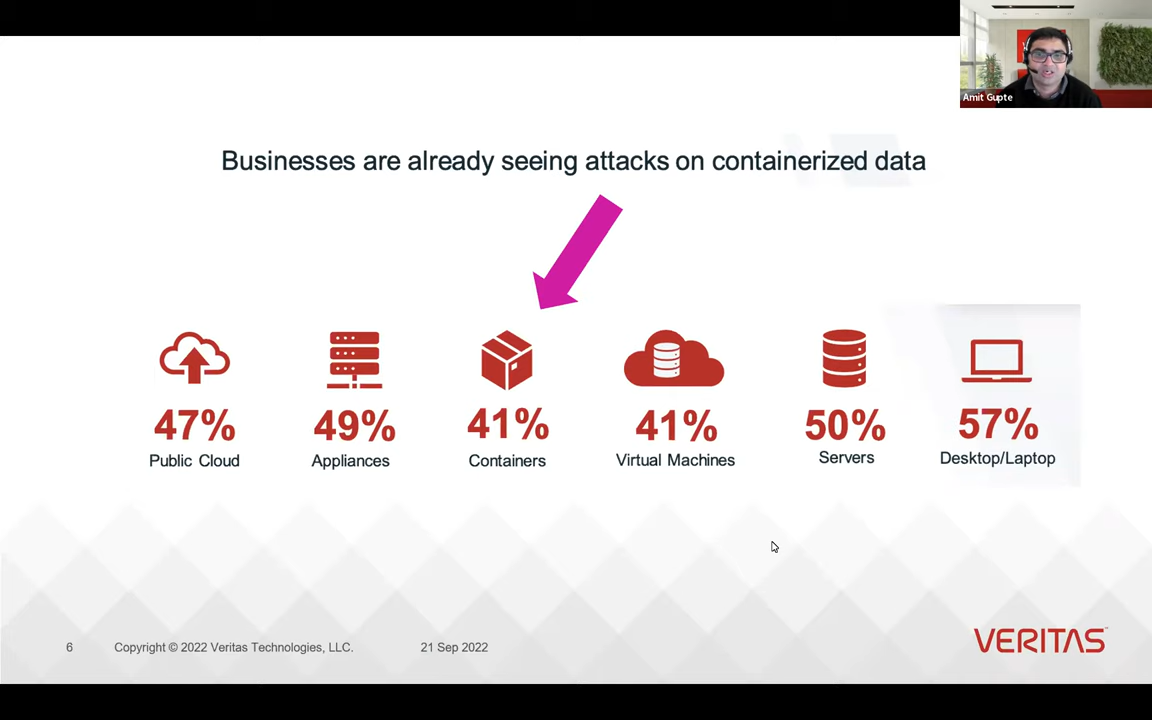 Amit Gupte
Businesses are already seeing attacks on containerized data
47%
Public Cloud
49%
Appliances
41%
Containers
41%
Virtual Machines
50%
Servers
57%
Desktop/Laptop
6 Copyright © 2022 Veritas Technologies, LLC. 21 Sep 2022
VERITAS™